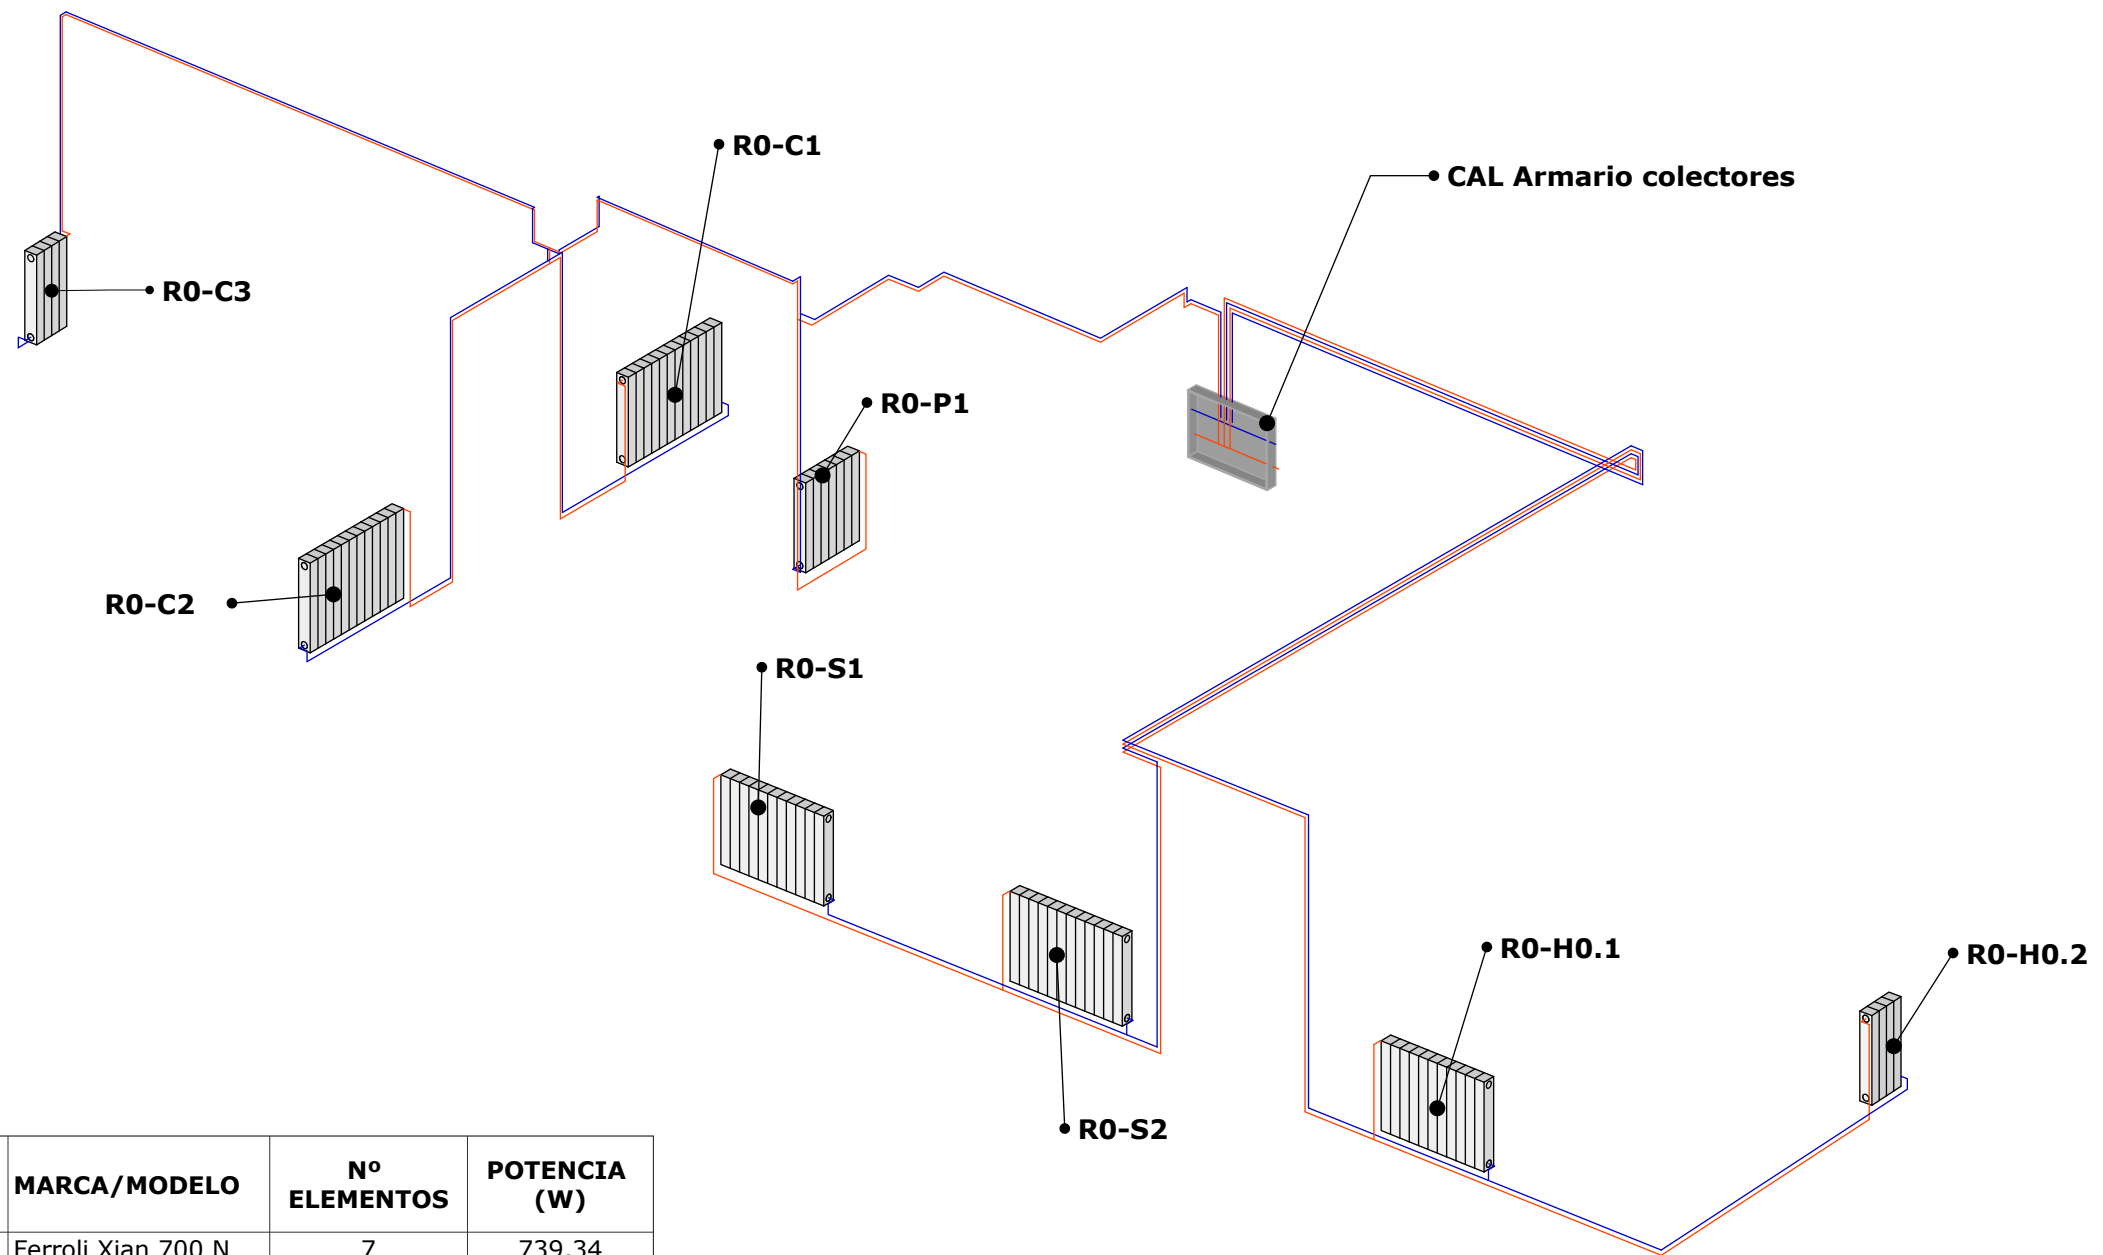 R0-C1
CAL Armario colectores
R0-C3
R0-P1
R0-C2
R0-S1
R0-H0.1
R0-H0.2
R0-S2
MARCA/MODELO
Nº
ELEMENTOS
POTENCIA
(W)
Ferroli Xian 700 N
7
739.34